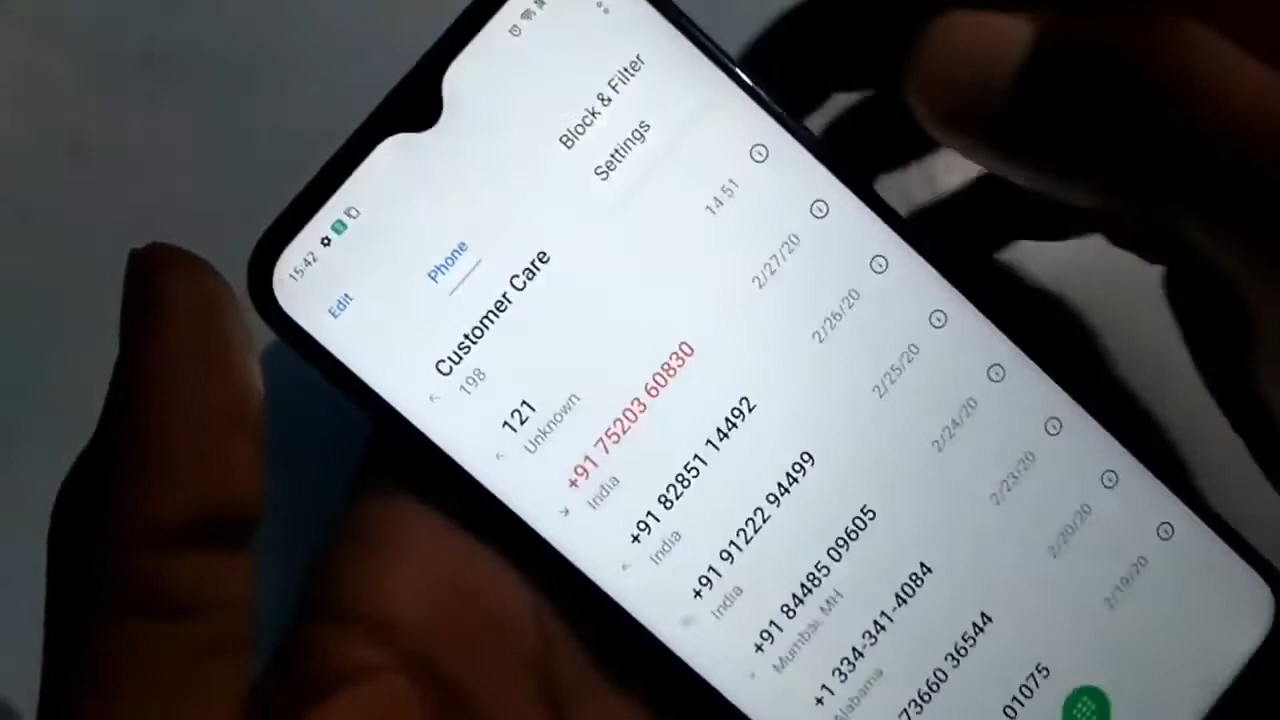 15:42
Edit
Phone
Block & Filter
Settings
Customer Care
198
14:51
121
Unknown
2/27/20
+91 75203 60830
India
2/26/20
+91 82851 14492
India
2/25/20
+91 91222 94499
India
2/24/20
+91 84485 09605
Mumbai, MH
2/23/20
+1 334-341-4084
Alabama
2/20/20
73660 36544
2/19/20
01075